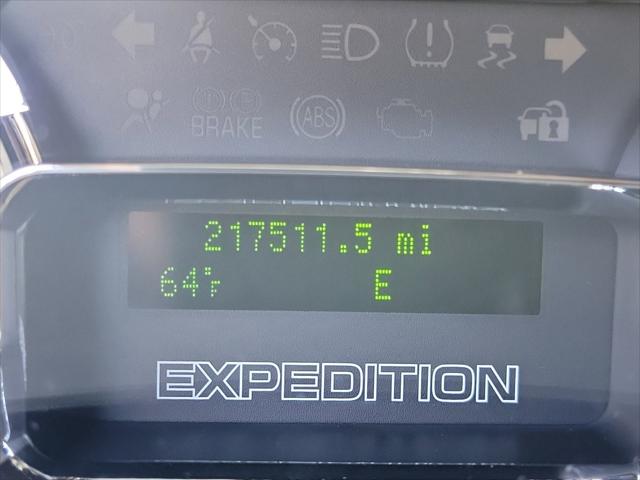 BRAKE
ABS
217511.5 mi
64°F E
EXPEDITION